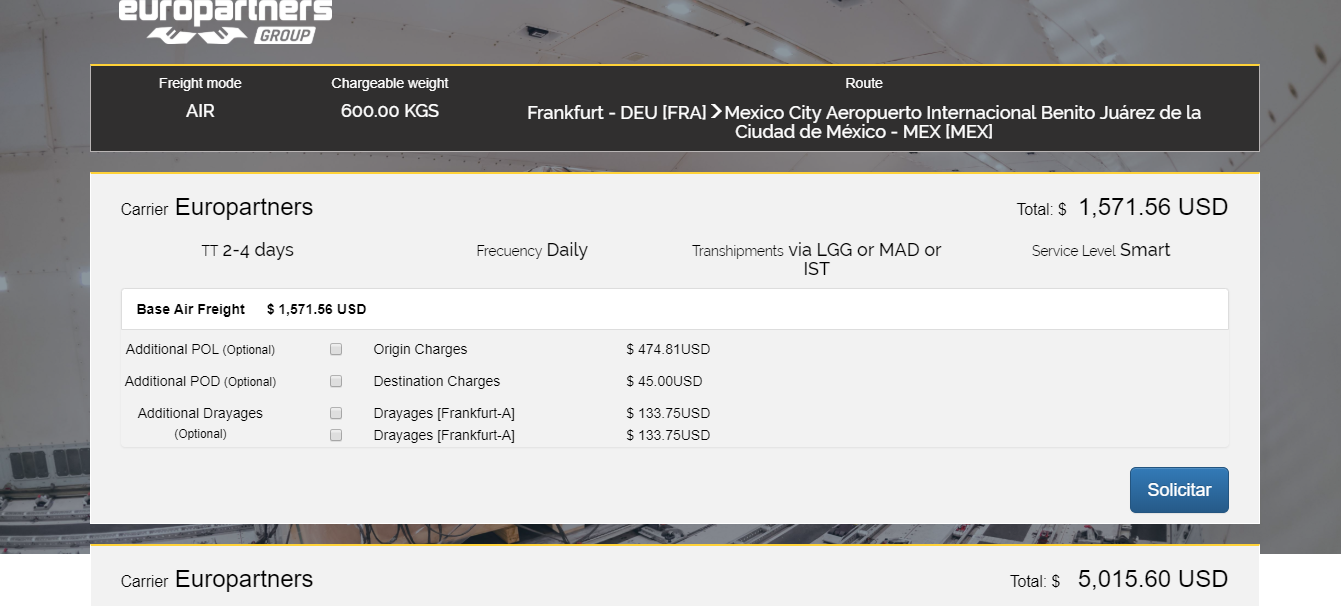 europartners
GROUP
Freight mode
Chargeable weight
Route
AIR
600.00 KGS
Frankfurt - DEU [FRA] > Mexico City Aeropuerto Internacional Benito Juárez de la
Ciudad de México - MEX [MEX]
Carrier Europartners
Total: $ 1,571.56 USD
TT 2-4 days
Frecuency Daily
Transhipments via LGG or MAD or
IST
Service Level Smart
Base Air Freight $ 1,571.56 USD
Additional POL (Optional) Origin Charges $ 474.81USD
Additional POD (Optional) Destination Charges $ 45.00USD
Additional Drayages Drayages [Frankfurt-A] $ 133.75USD
(Optional) Drayages [Frankfurt-A] $ 133.75USD
Solicitar
Carrier Europartners
Total: $ 5,015.60 USD